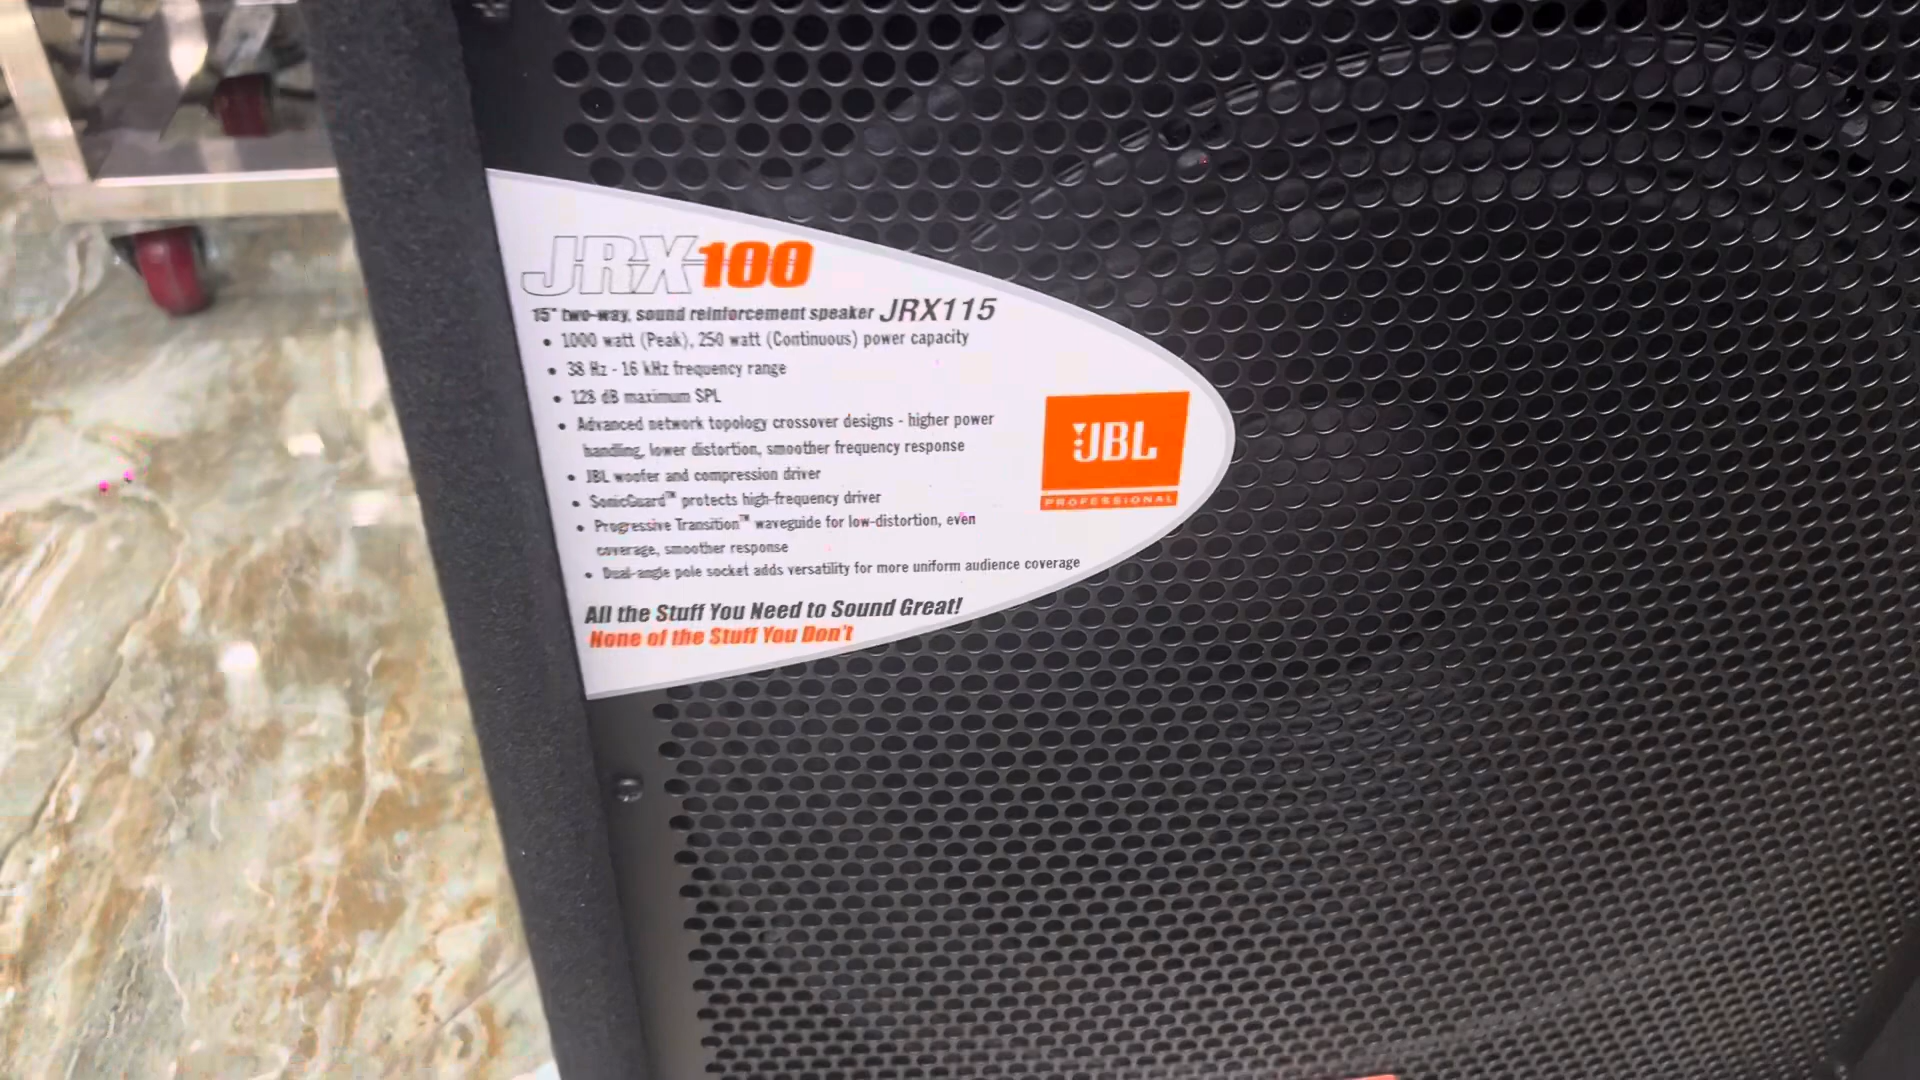 JRX100
15" two-way, sound reinforcement speaker JRX115
• 1000 watt (Peak), 250 watt (Continuous) power capacity
• 38 Hz - 16 kHz frequency range
• 128 dB maximum SPL
• Advanced network topology crossover designs - higher power
handling, lower distortion, smoother frequency response
• JBL woofer and compression driver
• SonicGuard™ protects high-frequency driver
• Progressive Transition™ waveguide for low-distortion, even
coverage, smoother response
• Dual-angle pole socket adds versatility for more uniform audience coverage
All the Stuff You Need to Sound Great!
None of the Stuff You Don't
JBL
PROFESSIONAL